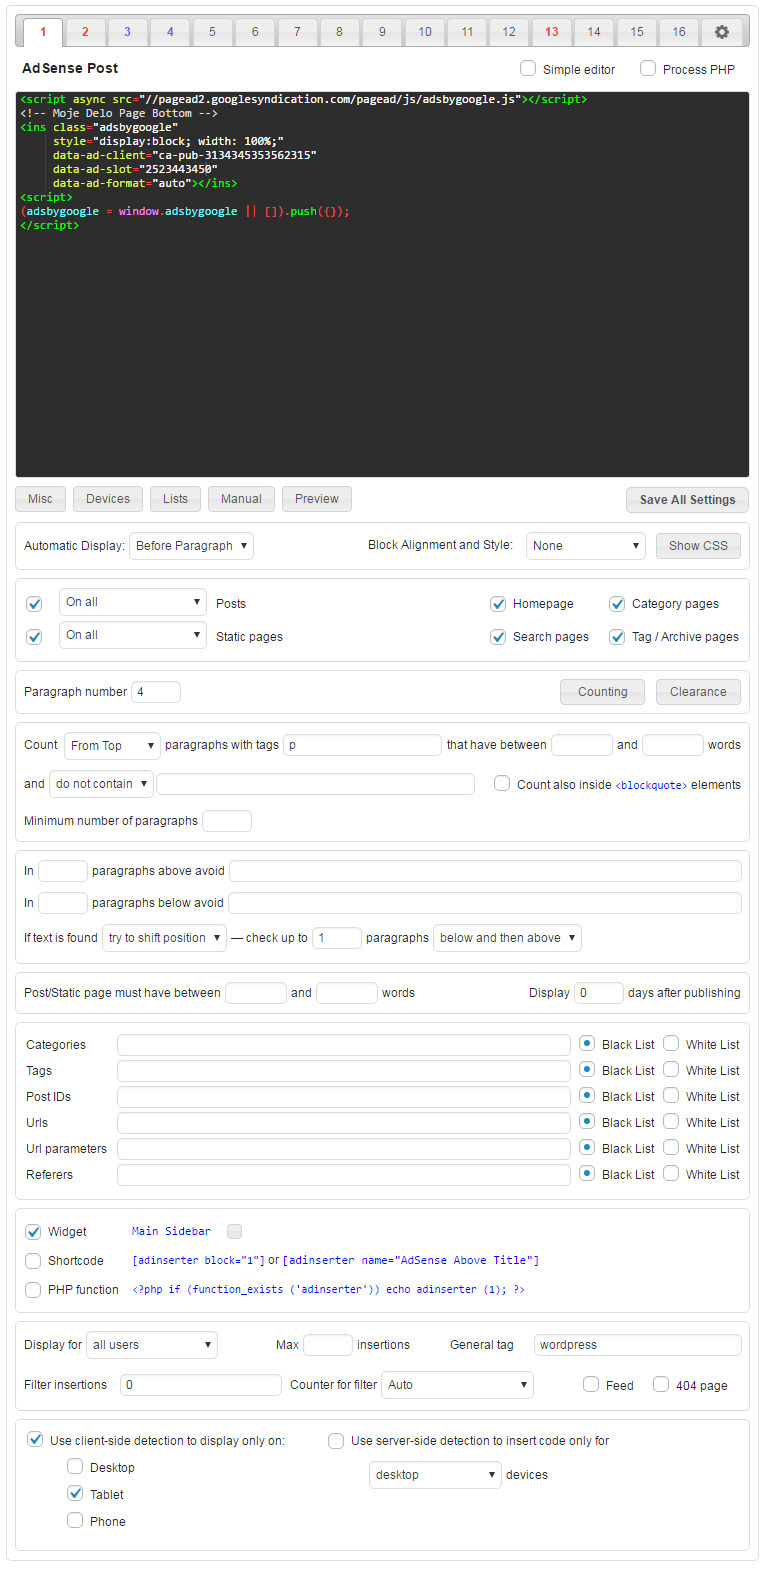 1 2 3 4 5 6 7 8 9 10 11 12 13 14 15 16
AdSense Post Simple editor Process PHP
<script async src="//pagead2.googlesyndication.com/pagead/js/adsbygoogle.js"></script>
<!-- Moje Delo Page Bottom -->
<ins class="adsbygoogle"
style="display:block; width: 100%;"
data-ad-client="ca-pub-3134345353562315"
data-ad-slot="2523443450"
data-ad-format="auto"></ins>
<script>
(adsbygoogle = window.adsbygoogle || []).push({});
</script>
Misc Devices Lists Manual Preview Save All Settings
Automatic Display: Before Paragraph Block Alignment and Style: None Show CSS
On all Posts Homepage Category pages
On all Static pages Search pages Tag / Archive pages
Paragraph number 4 Counting Clearance
Count From Top paragraphs with tags p that have between and words
and do not contain Count also inside <blockquote> elements
Minimum number of paragraphs
In paragraphs above avoid
In paragraphs below avoid
If text is found try to shift position — check up to 1 paragraphs below and then above
Post/Static page must have between and words Display 0 days after publishing
Categories Black List White List
Tags Black List White List
Post IDs Black List White List
Urls Black List White List
Url parameters Black List White List
Referers Black List White List
Widget Main Sidebar
Shortcode [adinserter block="1"] or [adinserter name="AdSense Above Title"]
PHP function <?php if (function_exists ('adinserter')) echo adinserter (1); ?>
Display for all users Max insertions General tag wordpress
Filter insertions 0 Counter for filter Auto Feed 404 page
Use client-side detection to display only on: Use server-side detection to insert code only for
Desktop desktop devices
Tablet
Phone